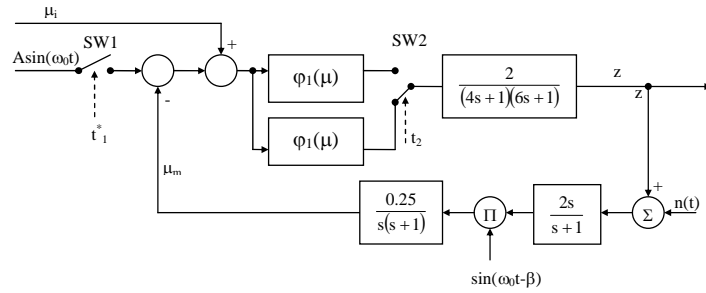 μi
SW1
Asin(ω0t)
+
-
t*1
φ1(μ)
φ1(μ)
SW2
t2
2
(4s+1)(6s+1)
z
z
μm
0.25
s(s+1)
Π
sin(ω0t-β)
2s
s+1
+
Σ
n(t)